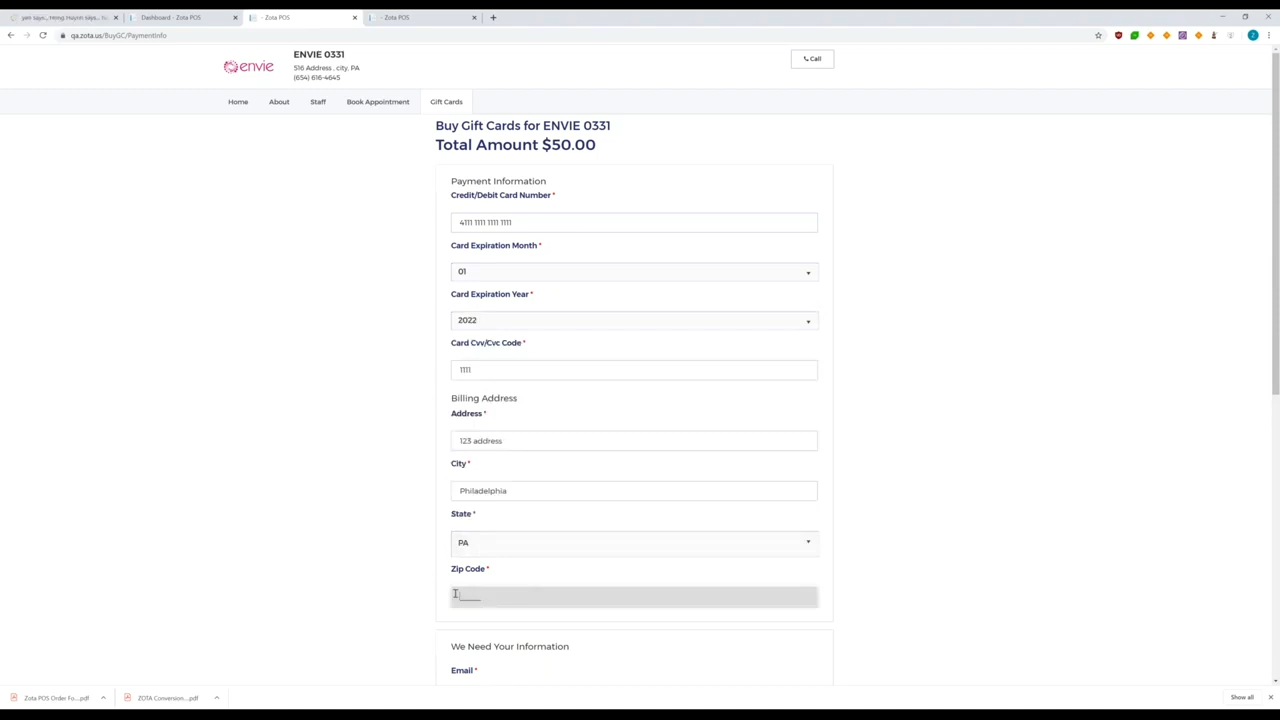 yen says.. Hong Huynh says.. N
Dashboard - Zota POS
- Zota POS
- Zota POS
qa.zota.us/BuyGC/PaymentInfo
envie
ENVIE 0331
516 Address , city, PA
(654) 616-4645
Call
Home
About
Staff
Book Appointment
Gift Cards
Buy Gift Cards for ENVIE 0331
Total Amount $50.00
Payment Information
Credit/Debit Card Number *
4111 1111 1111 1111
Card Expiration Month *
01
Card Expiration Year *
2022
Card Cvv/Cvc Code *
1111
Billing Address
Address *
123 address
City *
Philadelphia
State *
PA
Zip Code *
_____
We Need Your Information
Email *
Zota POS Order Fo....pdf
ZOTA Conversion....pdf
Show all